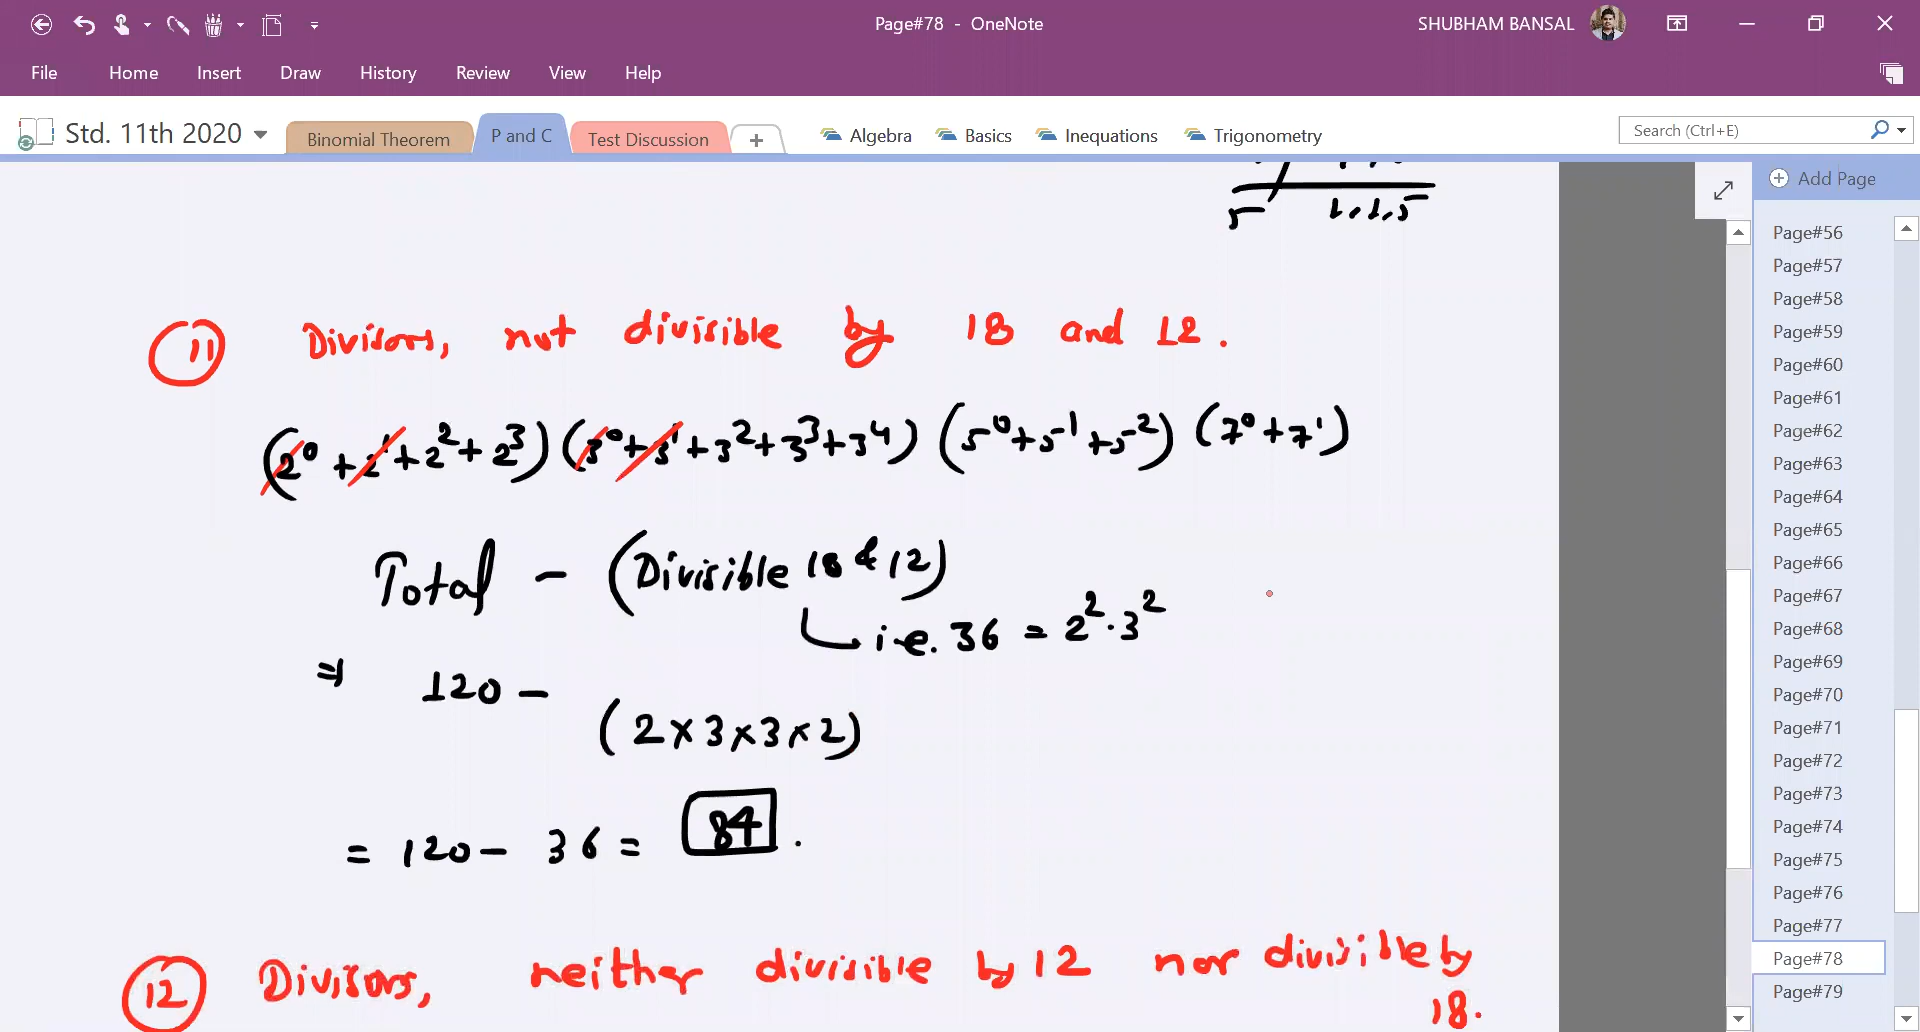 Page#78 - OneNote
SHUBHAM BANSAL
File Home Insert Draw History Review View Help
Std. 11th 2020 Binomial Theorem P and C Test Discussion + Algebra Basics Inequations Trigonometry Search (Ctrl+E)
Add Page
5 1,1,5
11 Divisors, not divisible by 18 and 12.
(2⁰ + 2¹ + 2² + 2³) (3⁰ + 3¹ + 3² + 3³ + 3⁴) (5⁰ + 5¹ + 5²) (7⁰ + 7¹)
Total - (Divisible 18 & 12)
i.e. 36 = 2² · 3²
⇒ 120 -
(2 × 3 × 3 × 2)
= 120 - 36 = 84 .
12 Divisors, neither divisible by 12 nor divisible by
18.
Page#56
Page#57
Page#58
Page#59
Page#60
Page#61
Page#62
Page#63
Page#64
Page#65
Page#66
Page#67
Page#68
Page#69
Page#70
Page#71
Page#72
Page#73
Page#74
Page#75
Page#76
Page#77
Page#78
Page#79